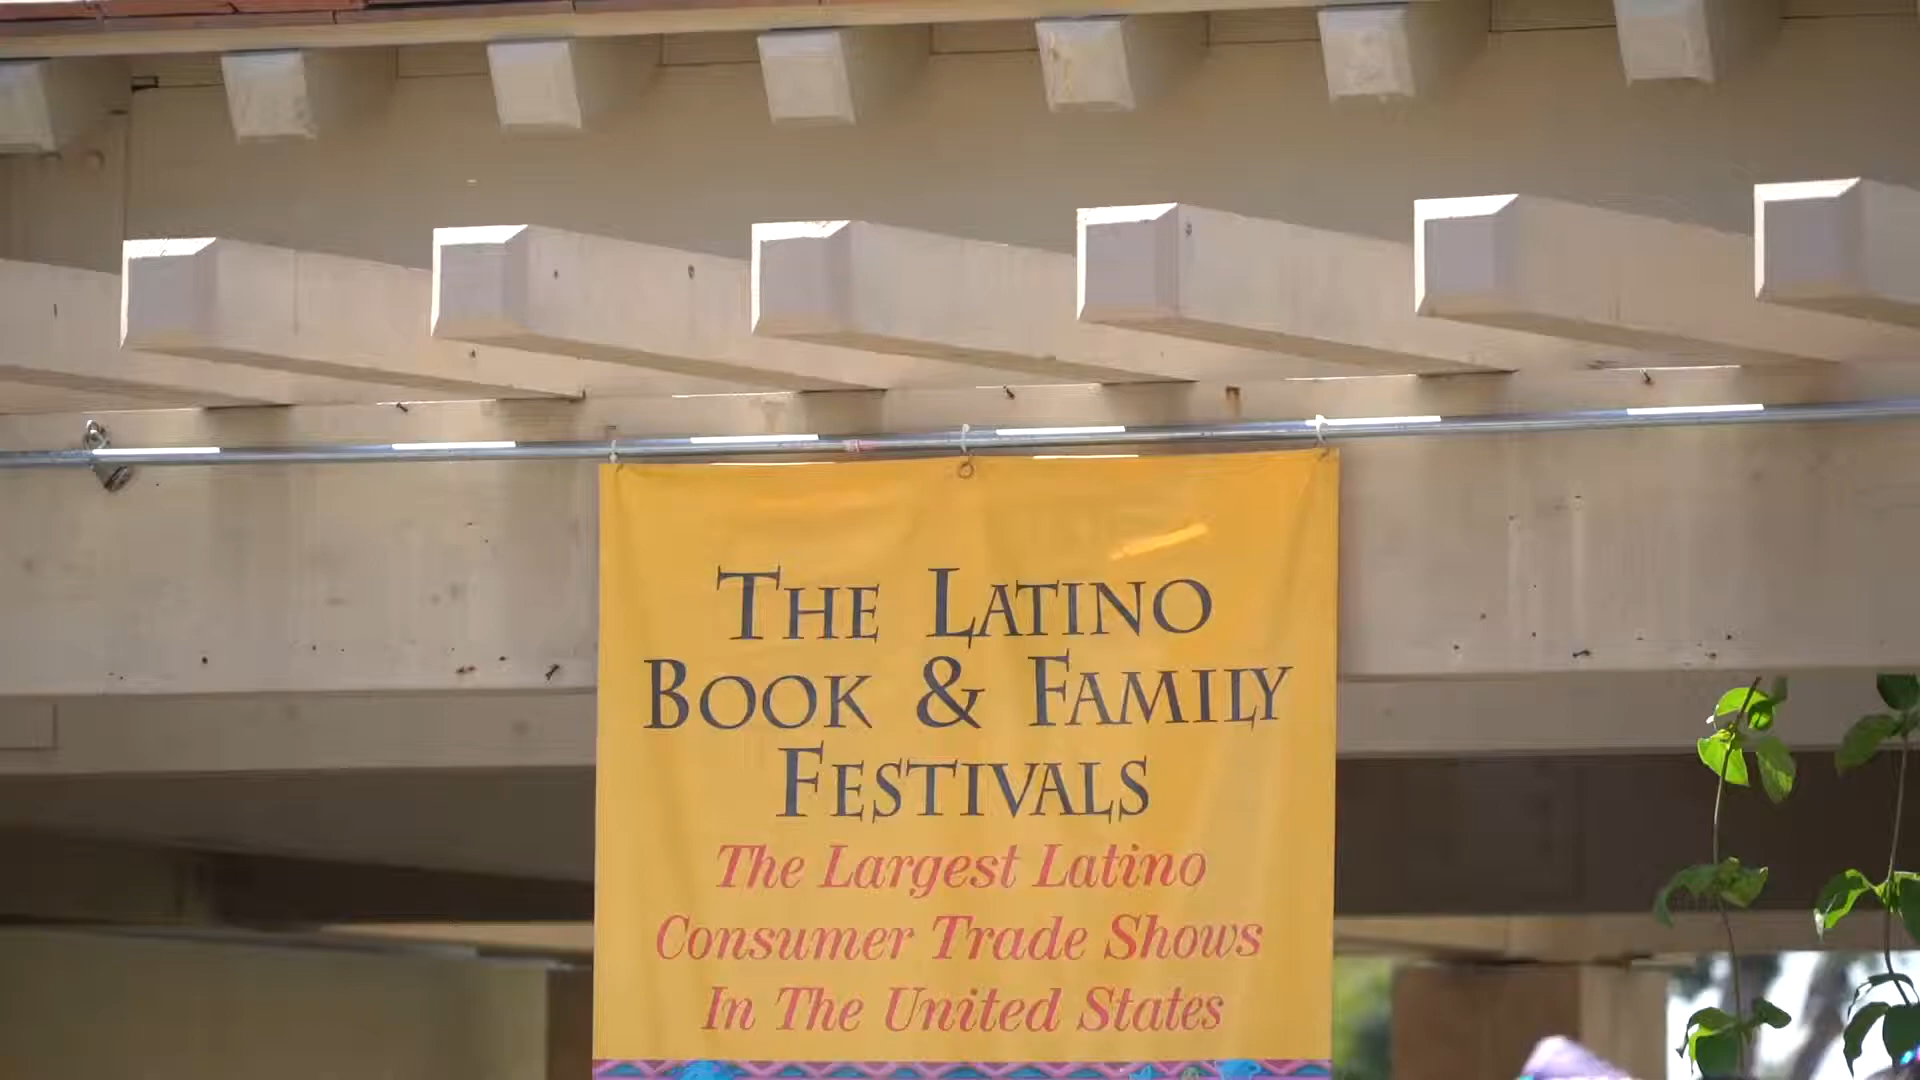 THE LATINO
BOOK & FAMILY
FESTIVALS
The Largest Latino
Consumer Trade Shows
In The United States